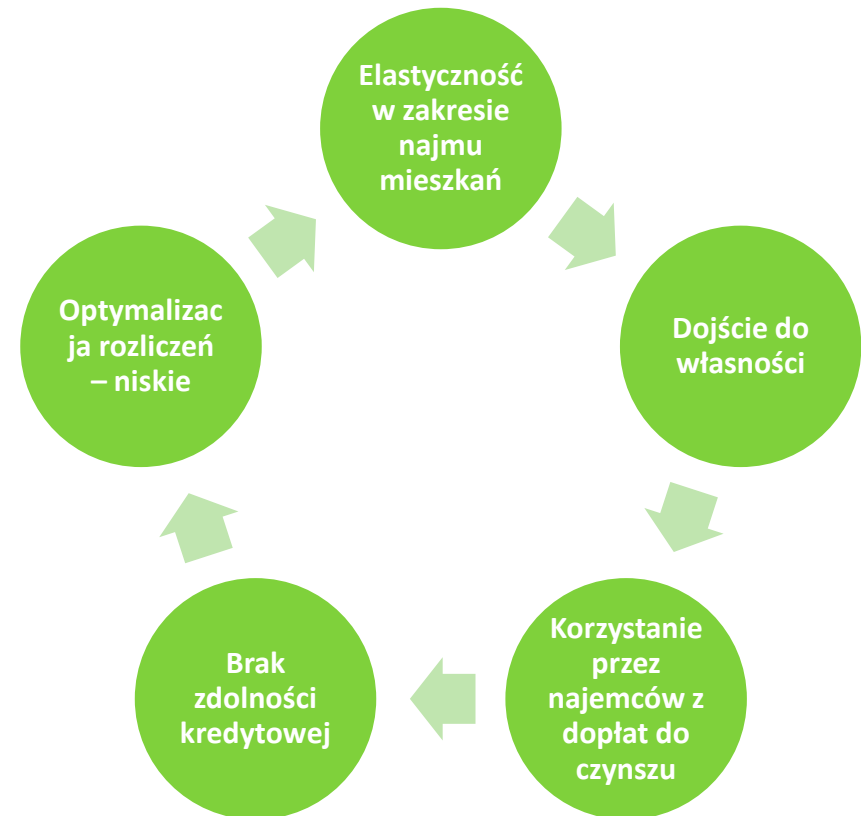 Elastyczność
w zakresie
najmu
mieszkań
Dojście do
własności
Korzystanie
przez
najemców z
dopłat do
czynszu
Brak
zdolności
kredytowej
Optymalizac
ja rozliczeń
– niskie